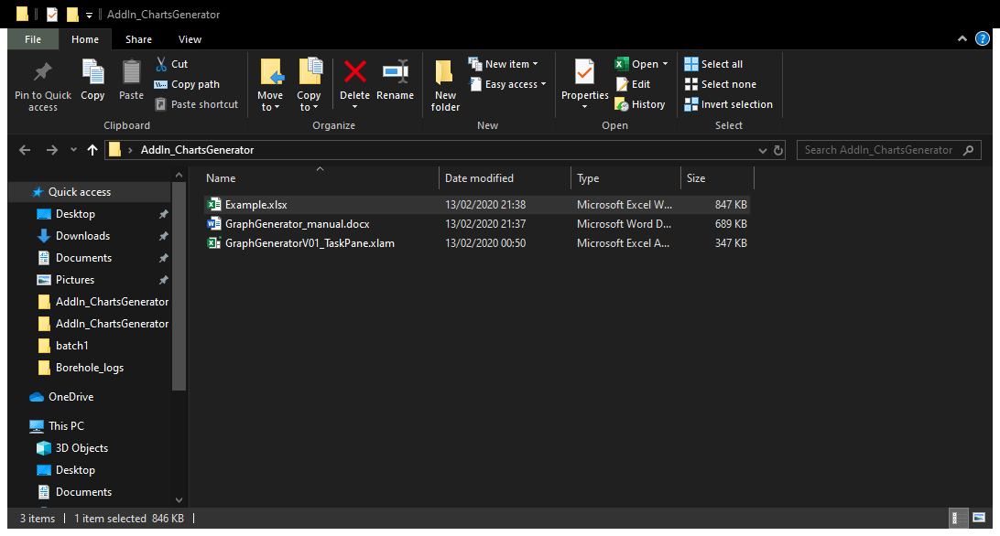 AddIn_ChartsGenerator
File Home Share View
Pin to Quick access
Copy
Paste
Cut
Copy path
Paste shortcut
Move to
Copy to
Delete
Rename
New folder
New item
Easy access
Properties
Open
Edit
History
Select all
Select none
Invert selection
Clipboard Organize New Open Select
AddIn_ChartsGenerator
Search AddIn_ChartsGenerator
Quick access
Desktop
Downloads
Documents
Pictures
AddIn_ChartsGenerator
AddIn_ChartsGenerator
batch1
Borehole_logs
OneDrive
This PC
3D Objects
Desktop
Documents
Name Date modified Type Size
Example.xlsx 13/02/2020 21:38 Microsoft Excel W... 847 KB
GraphGenerator_manual.docx 13/02/2020 21:37 Microsoft Word D... 689 KB
GraphGeneratorV01_TaskPane.xlam 13/02/2020 00:50 Microsoft Excel A... 347 KB
3 items 1 item selected 846 KB